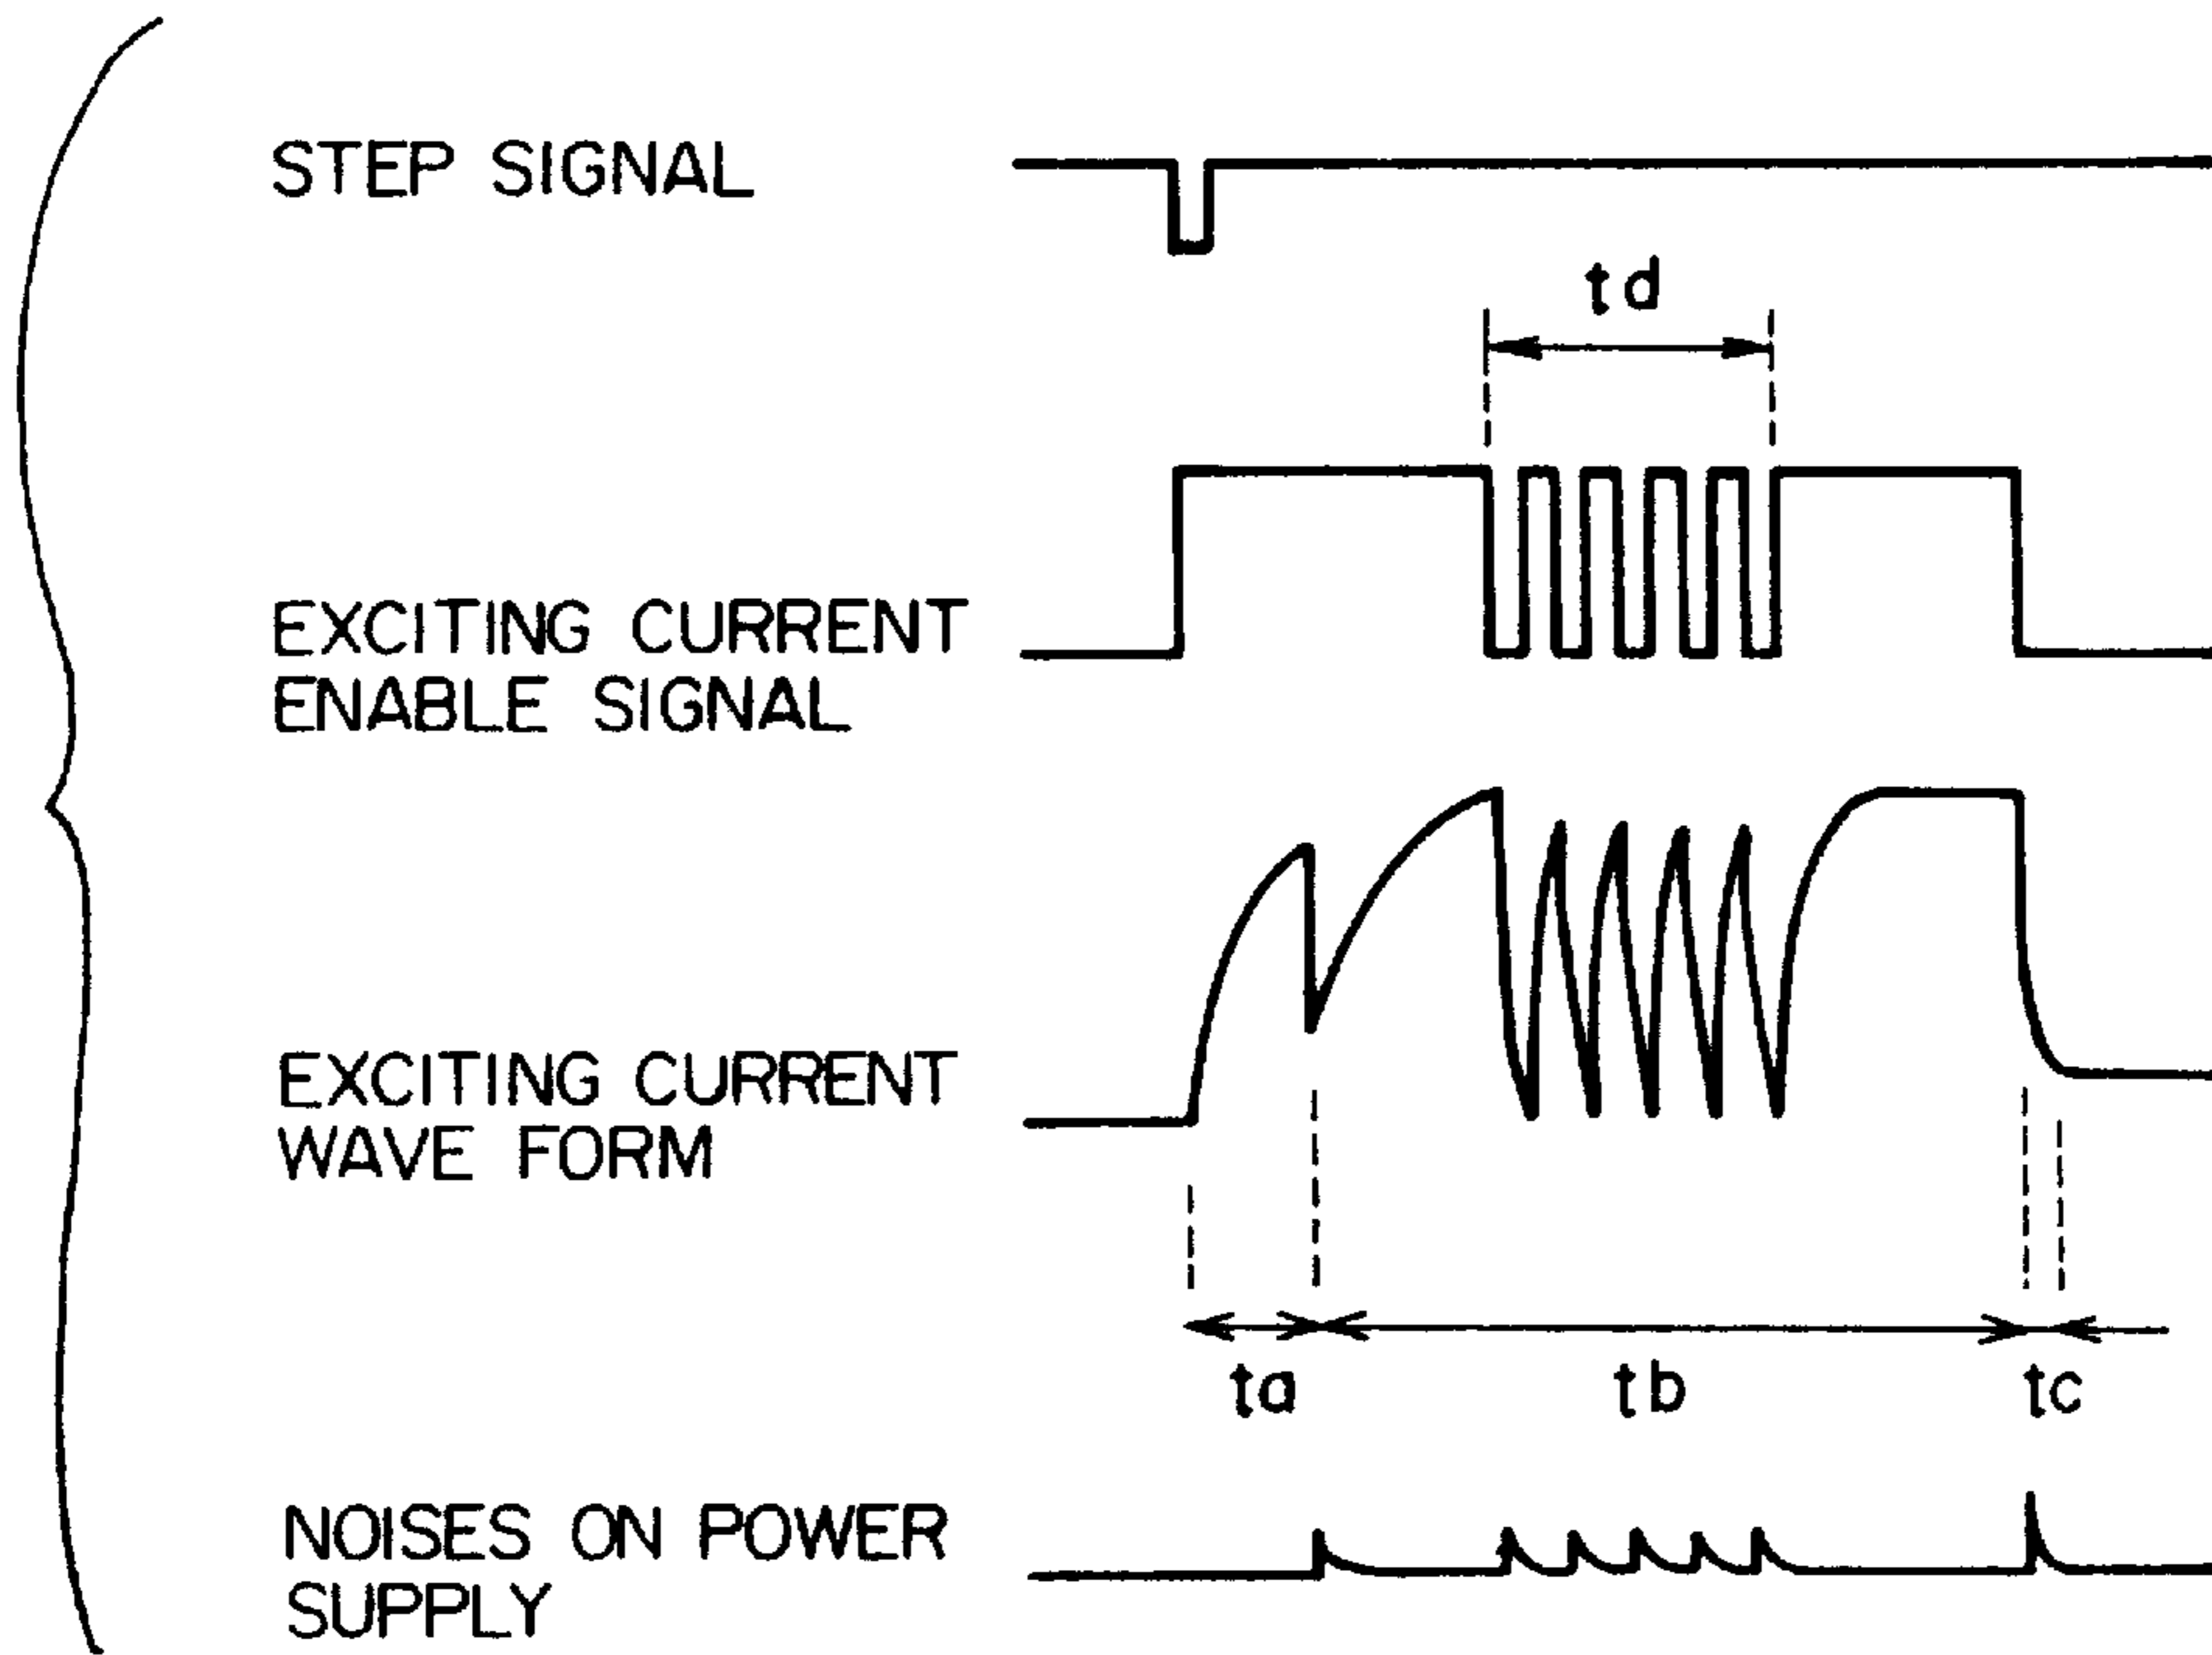 STEP SIGNAL
td
EXCITING CURRENT
ENABLE SIGNAL
EXCITING CURRENT
WAVE FORM
ta
tb
tc
NOISES ON POWER
SUPPLY